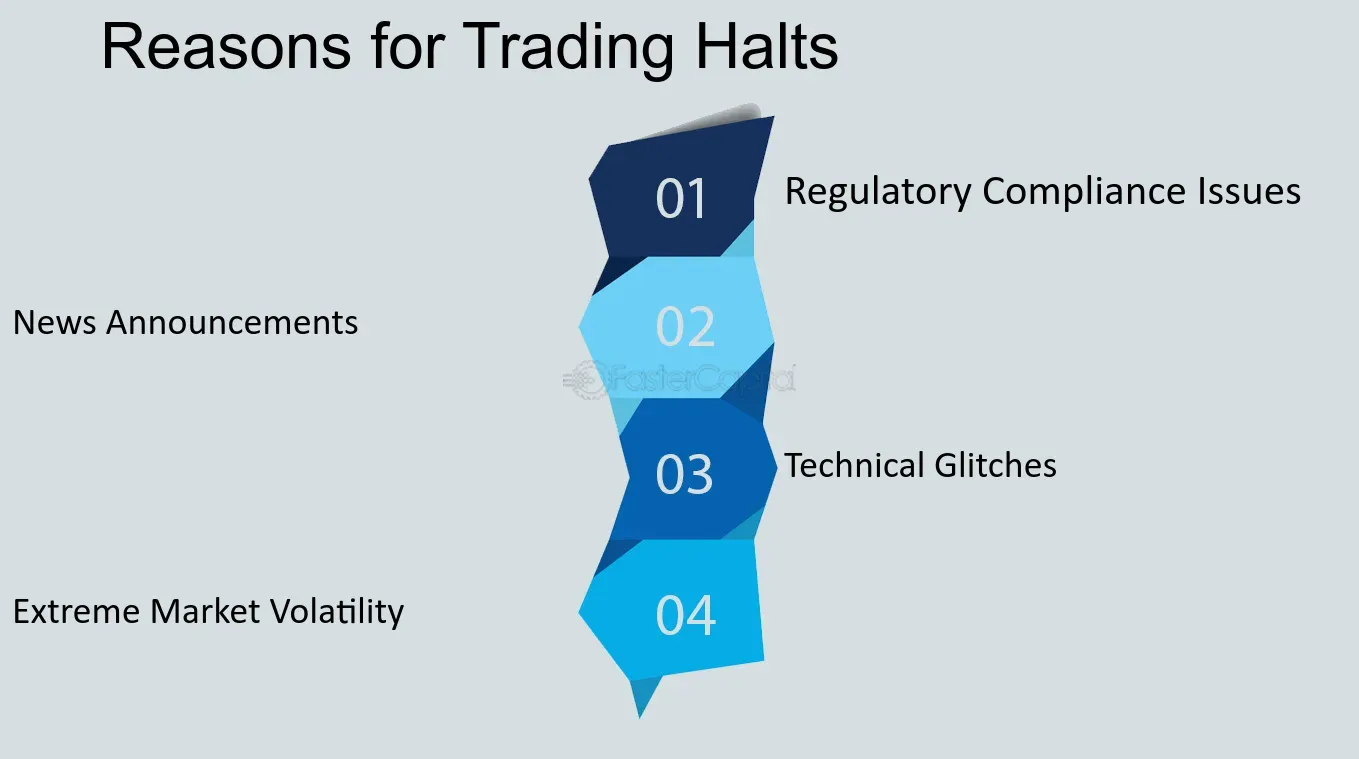 Reasons for Trading Halts
01
Regulatory Compliance Issues
News Announcements
02
FasterCapital
03
Technical Glitches
Extreme Market Volatility
04